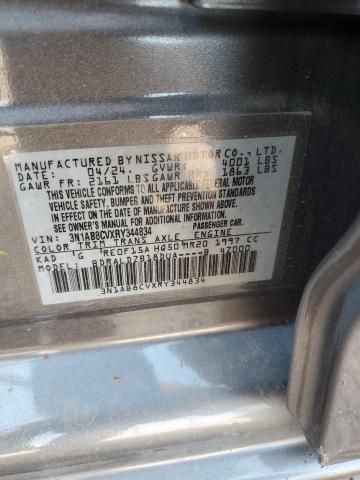 MANUFACTURED BY NISSAN MOTOR CO., LTD.
DATE: 04/24 GVWR: 4001 LBS
GAWR FR: 2161 LBS GAWR RR: 1863 LBS
THIS VEHICLE CONFORMS TO ALL APPLICABLE FEDERAL MOTOR
VEHICLE SAFETY, BUMPER, AND THEFT PREVENTION STANDARDS
IN EFFECT ON THE DATE OF MANUFACTURE SHOWN ABOVE.
SEE OWNER'S MANUAL FOR ADDITIONAL INFORMATION.
VIN: 3N1AB8CVXRY344834 PASSENGER CAR.
COLOR TRIM TRANS AXLE ENGINE
KAD G RE0F15A HQ50 MR20 1997 CC
BDRALDZB18DUA----B 47000
3N1AB8CVXRY344834